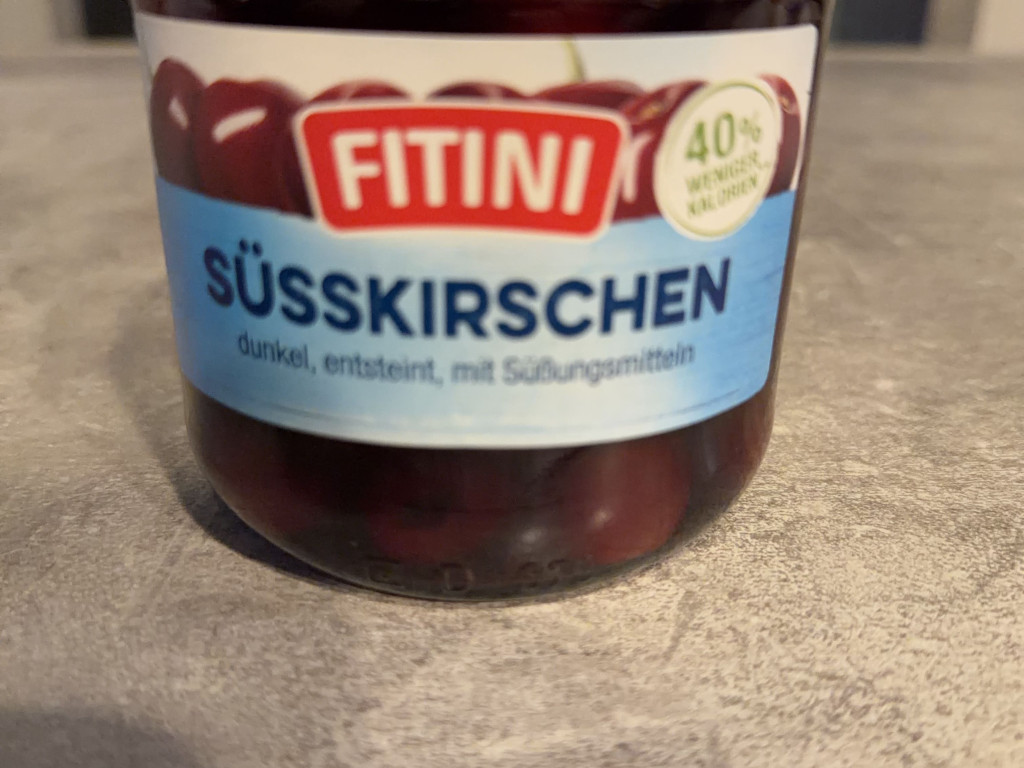 FITINI
40%
WENIGER
KALORIEN
SÜSSKIRSCHEN
dunkel, entsteint, mit Süßungsmitteln